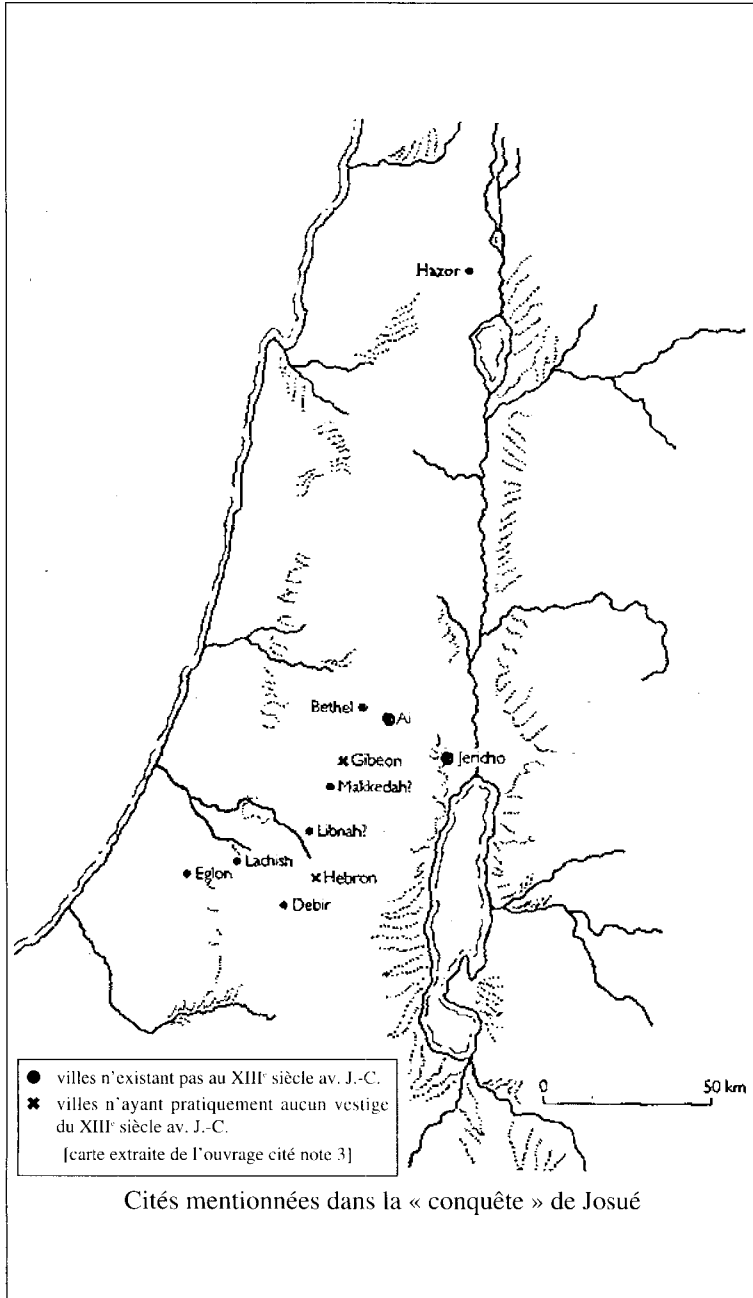 Hazor
Bethel
Ai
Gibeon
Jericho
Makkedah?
Libnah?
Lachish
Eglon
Hebron
Debir
villes n'existant pas au XIIIᵉ siècle av. J.-C.
villes n'ayant pratiquement aucun vestige
du XIIIᵉ siècle av. J.-C.
[carte extraite de l'ouvrage cité note 3]
0 50 km
Cités mentionnées dans la « conquête » de Josué